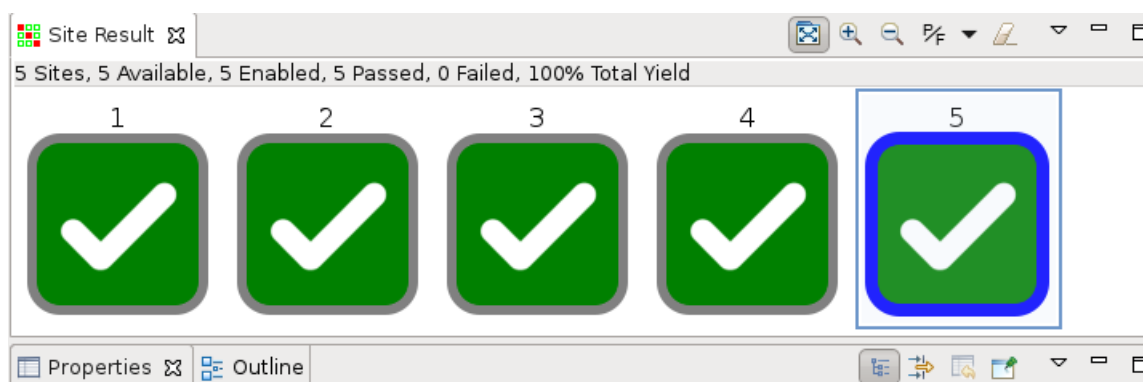 Site Result
P/F
5 Sites, 5 Available, 5 Enabled, 5 Passed, 0 Failed, 100% Total Yield
1 2 3 4 5
Properties Outline